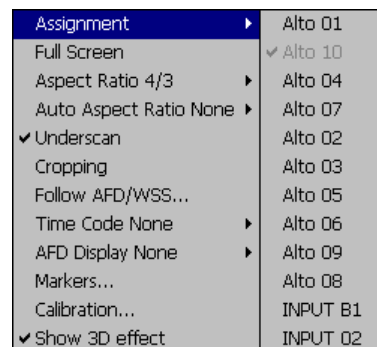 Assignment
Full Screen
Aspect Ratio 4/3
Auto Aspect Ratio None
Underscan
Cropping
Follow AFD/WSS...
Time Code None
AFD Display None
Markers...
Calibration...
Show 3D effect
Alto 01
Alto 10
Alto 04
Alto 07
Alto 02
Alto 03
Alto 05
Alto 06
Alto 09
Alto 08
INPUT B1
INPUT 02